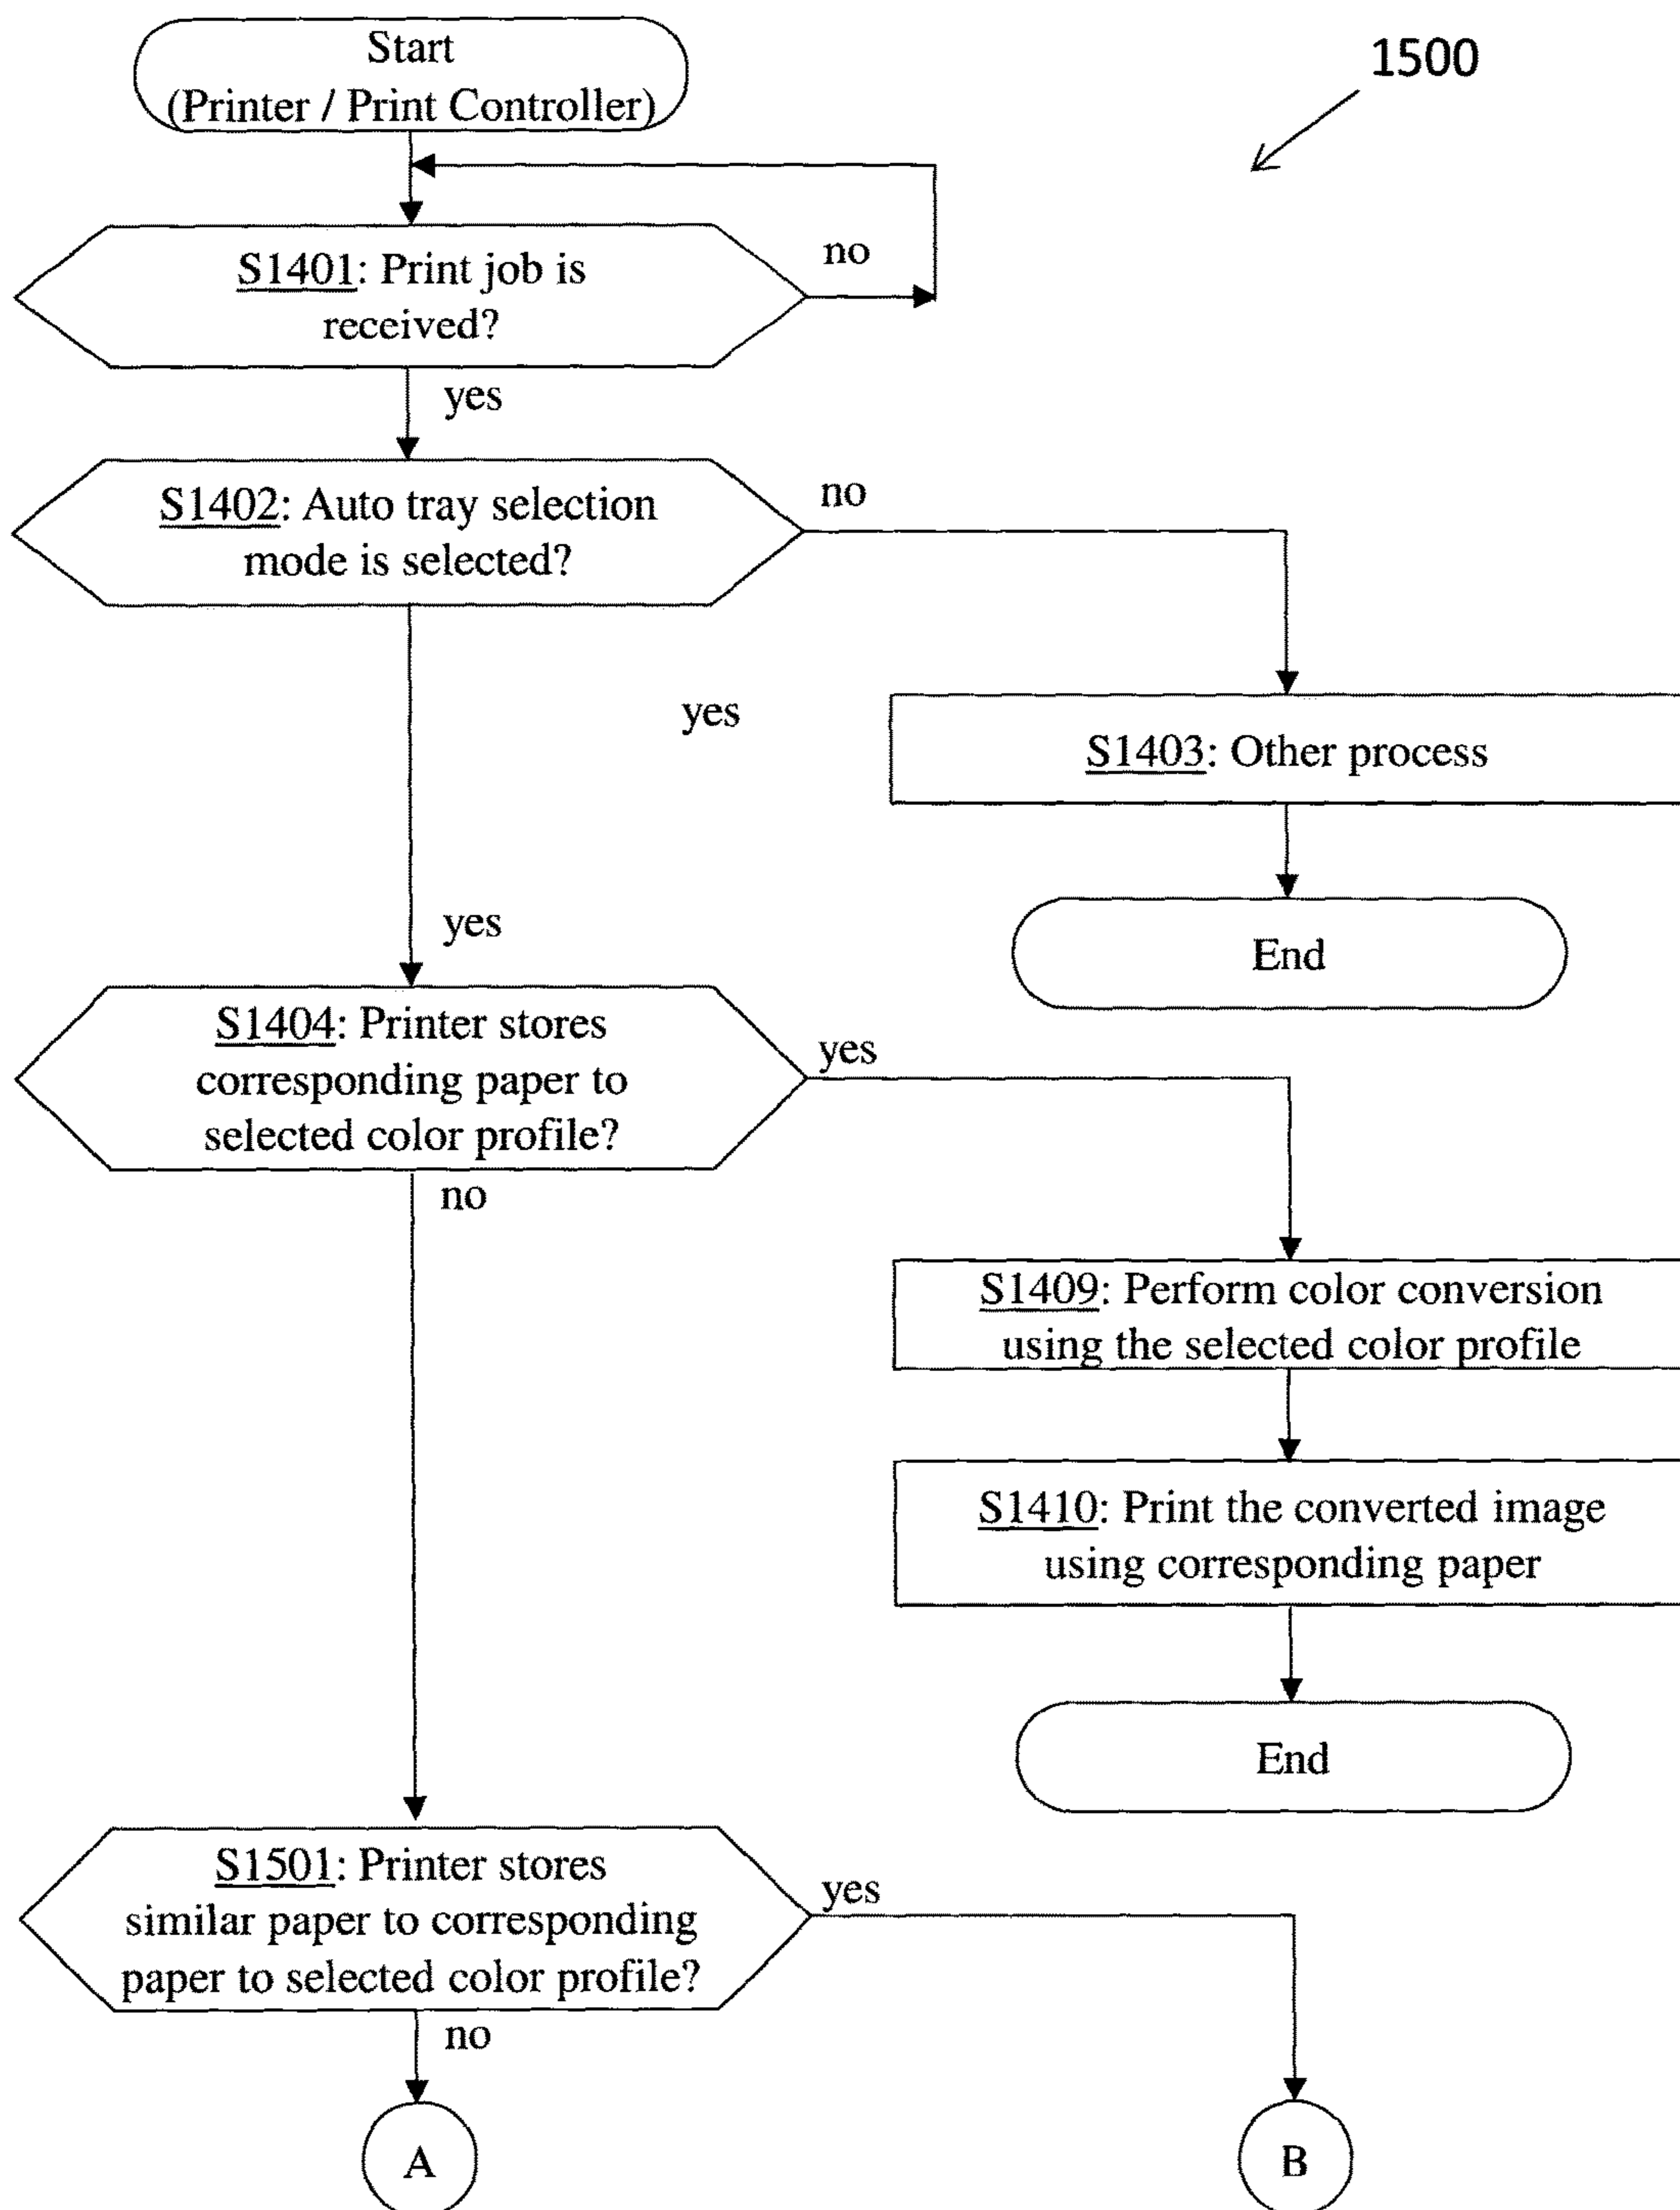 Start
(Printer / Print Controller)
1500
S1401: Print job is
received?
no
yes
S1402: Auto tray selection
mode is selected?
no
yes
S1403: Other process
yes
End
S1404: Printer stores
corresponding paper to
selected color profile?
yes
no
S1409: Perform color conversion
using the selected color profile
S1410: Print the converted image
using corresponding paper
End
S1501: Printer stores
similar paper to corresponding
paper to selected color profile?
yes
no
A
B